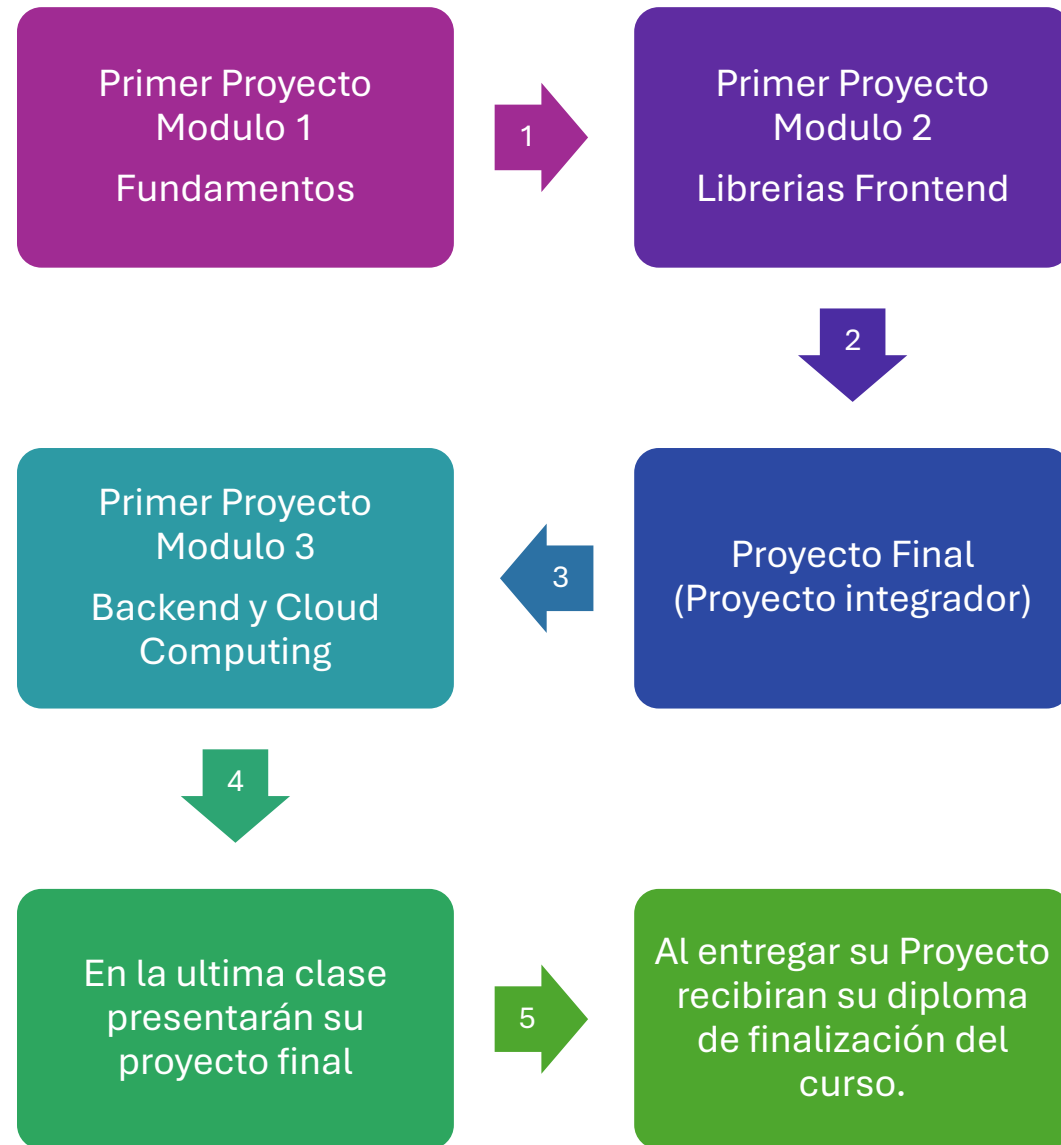 Primer Proyecto
Modulo 1
Fundamentos
1
Primer Proyecto
Modulo 2
Librerias Frontend
2
Proyecto Final
(Proyecto integrador)
3
Primer Proyecto
Modulo 3
Backend y Cloud
Computing
4
En la ultima clase
presentarán su
proyecto final
5
Al entregar su Proyecto
recibiran su diploma
de finalización del
curso.